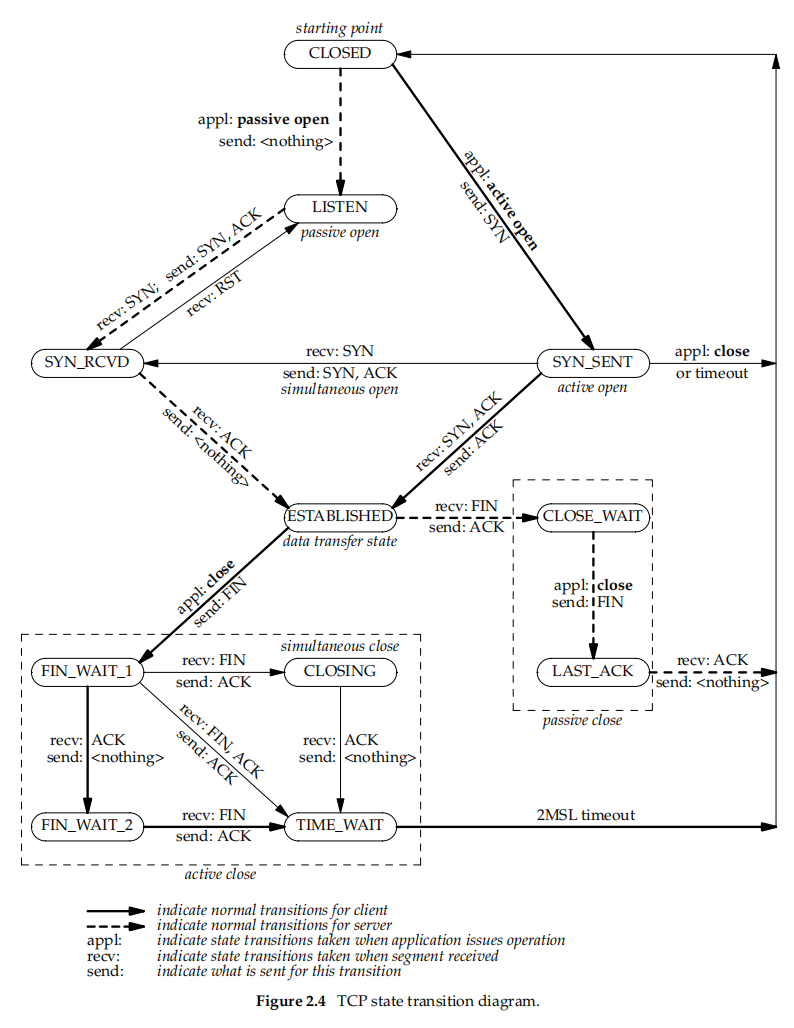 starting point
CLOSED
appl: passive open
send: <nothing>
appl: active open
send: SYN
LISTEN
passive open
recv: SYN; send: SYN, ACK
recv: RST
SYN_RCVD
recv: SYN
send: SYN, ACK
simultaneous open
SYN_SENT
active open
appl: close
or timeout
recv: ACK
send: <nothing>
recv: SYN, ACK
send: ACK
ESTABLISHED
data transfer state
recv: FIN
send: ACK
CLOSE_WAIT
appl: close
send: FIN
appl: close
send: FIN
LAST_ACK
recv: ACK
send: <nothing>
passive close
simultaneous close
FIN_WAIT_1
recv: FIN
send: ACK
CLOSING
recv: ACK
send: <nothing>
recv: FIN, ACK
send: ACK
recv: ACK
send: <nothing>
FIN_WAIT_2
recv: FIN
send: ACK
TIME_WAIT
2MSL timeout
active close
indicate normal transitions for client
indicate normal transitions for server
appl: indicate state transitions taken when application issues operation
recv: indicate state transitions taken when segment received
send: indicate what is sent for this transition
Figure 2.4 TCP state transition diagram.